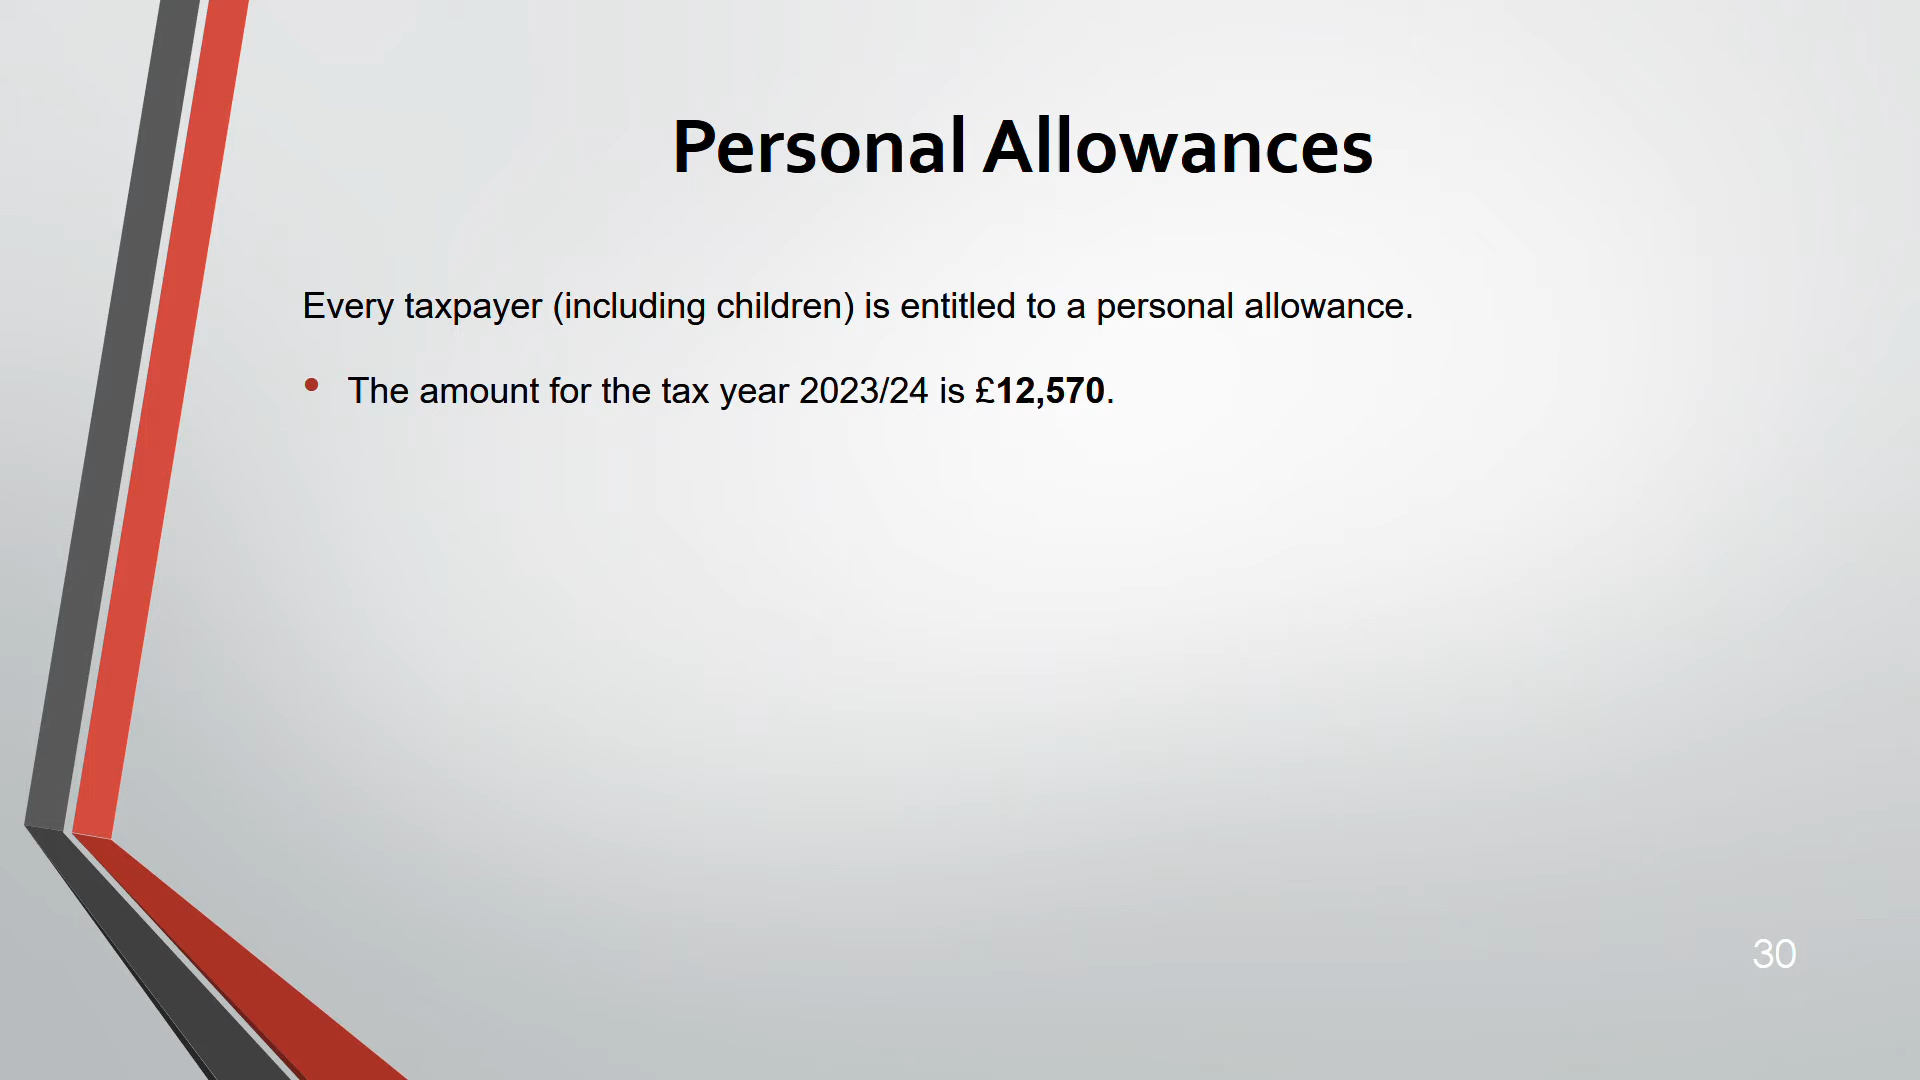 Personal Allowances
Every taxpayer (including children) is entitled to a personal allowance.
• The amount for the tax year 2023/24 is £12,570.
30